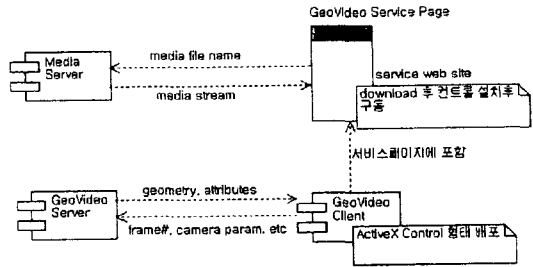 GeoVideo Service Page
media file name
Media
Server
media stream
service web site
download 후 컨트롤 설치후
구동
서비스페이지에 포함
geometry, attributes
GeoVideo
Server
GeoVideo
Client
frame#, camera param. etc
ActiveX Control 형태 배포